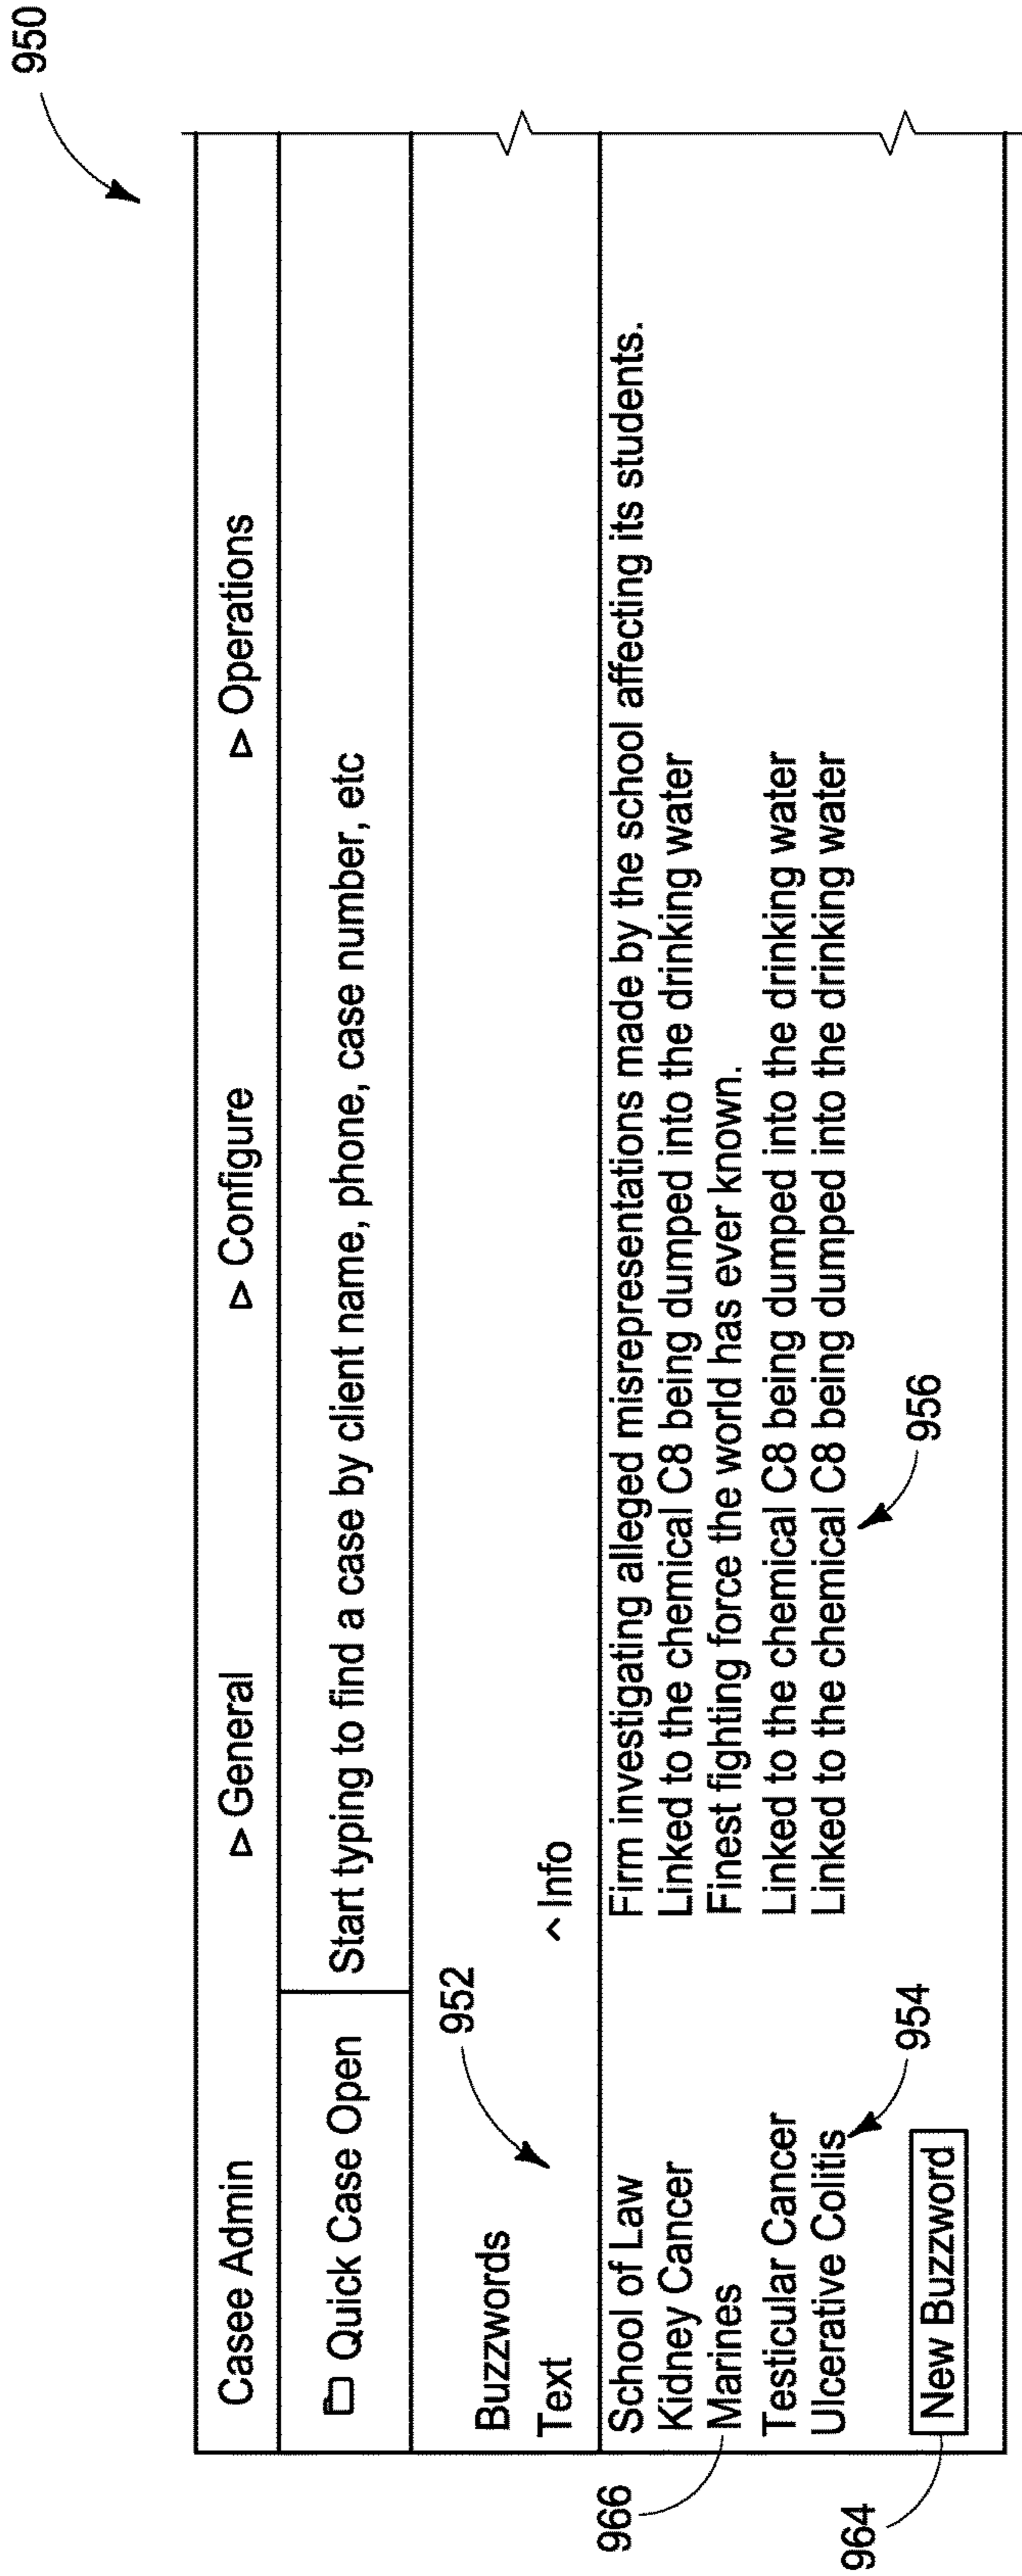 950
Casee Admin ▷ General ▷ Configure ▷ Operations
Quick Case Open Start typing to find a case by client name, phone, case number, etc
952
Buzzwords
Text ^ Info
School of Law Firm investigating alleged misrepresentations made by the school affecting its students.
Kidney Cancer Linked to the chemical C8 being dumped into the drinking water
Marines Finest fighting force the world has ever known.
Testicular Cancer Linked to the chemical C8 being dumped into the drinking water
Ulcerative Colitis Linked to the chemical C8 being dumped into the drinking water
966
954
956
New Buzzword
964